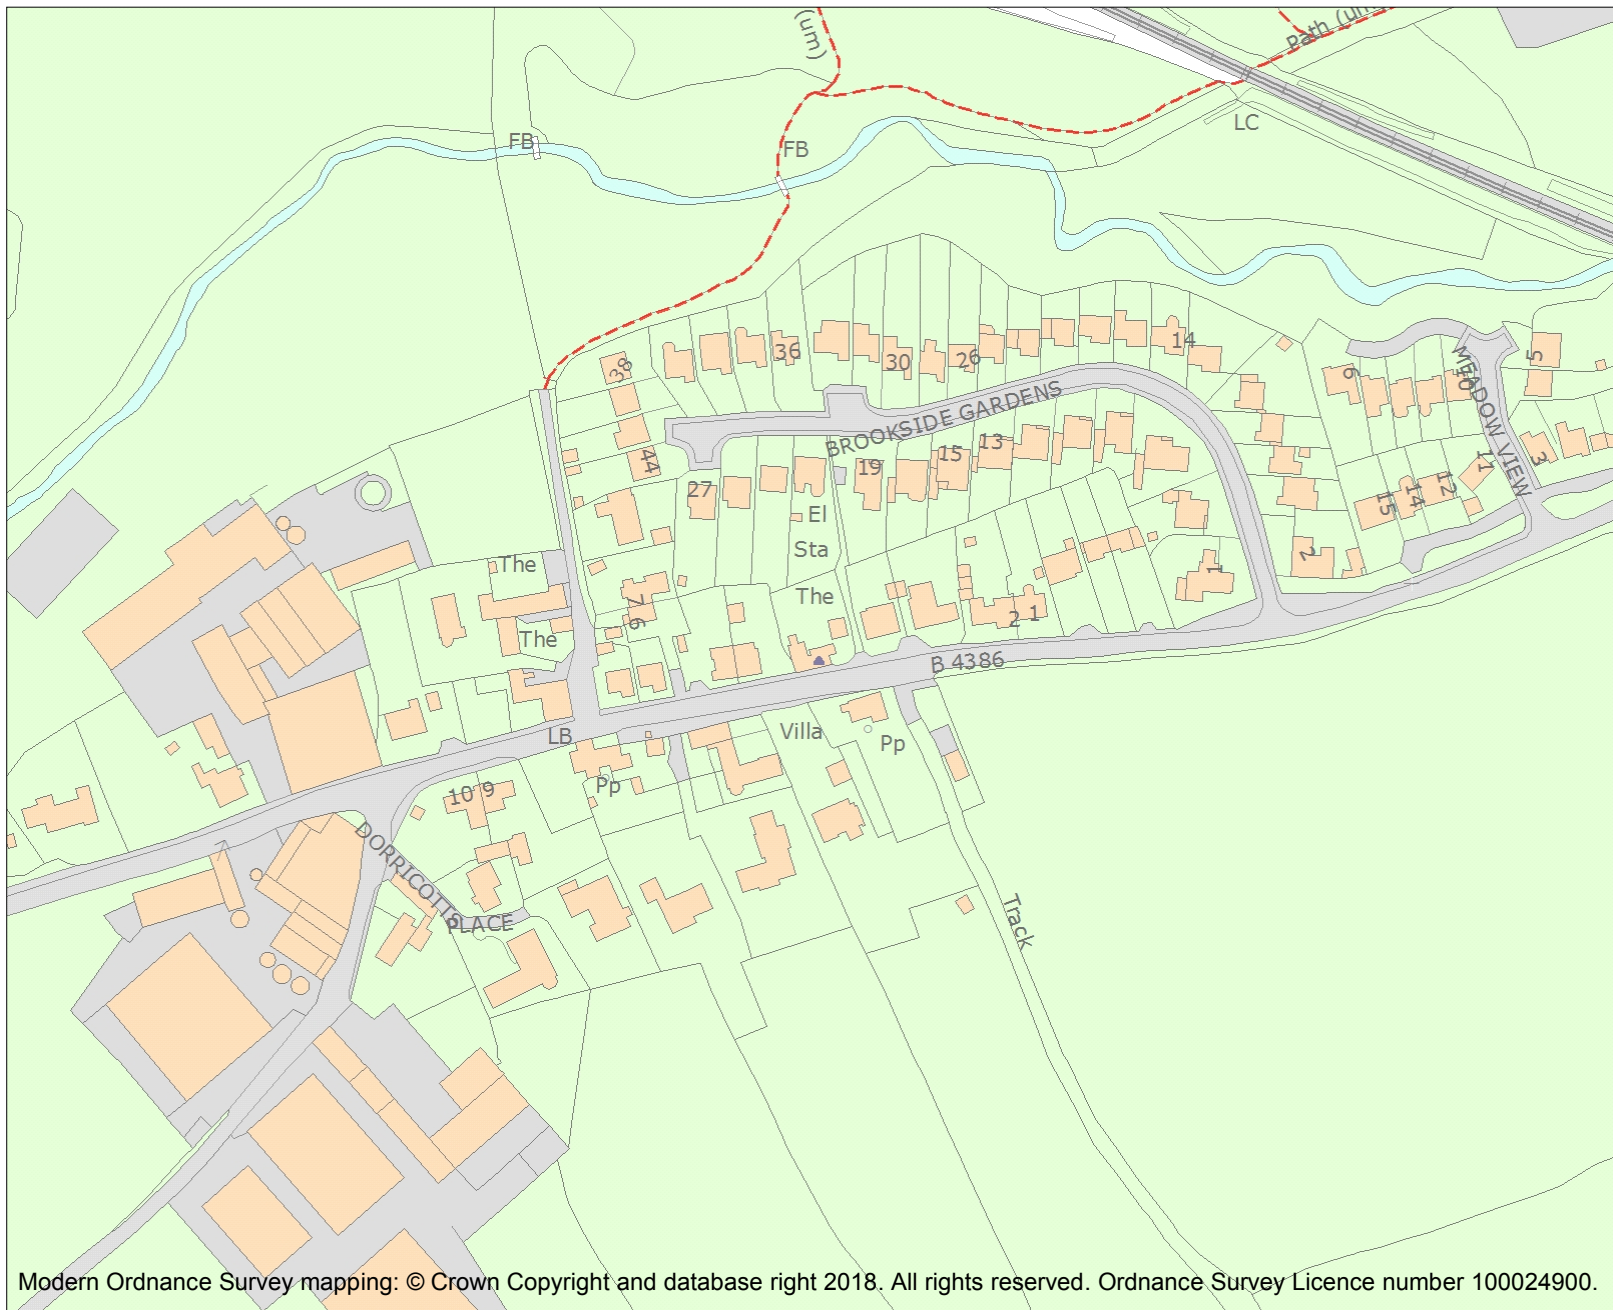 (um)
Path (um
LC
FB
FB
38
36
30
26
14
6
10
5
MEADOW VIEW
BROOKSIDE GARDENS
44
27
19
15
13
15
14
12
11
3
El
Sta
2
1
The
The
The
7
6
2
1
B 4386
LB
Villa
Pp
Pp
10
9
DORRICOTTS
PLACE
Track
Modern Ordnance Survey mapping: © Crown Copyright and database right 2018. All rights reserved. Ordnance Survey Licence number 100024900.